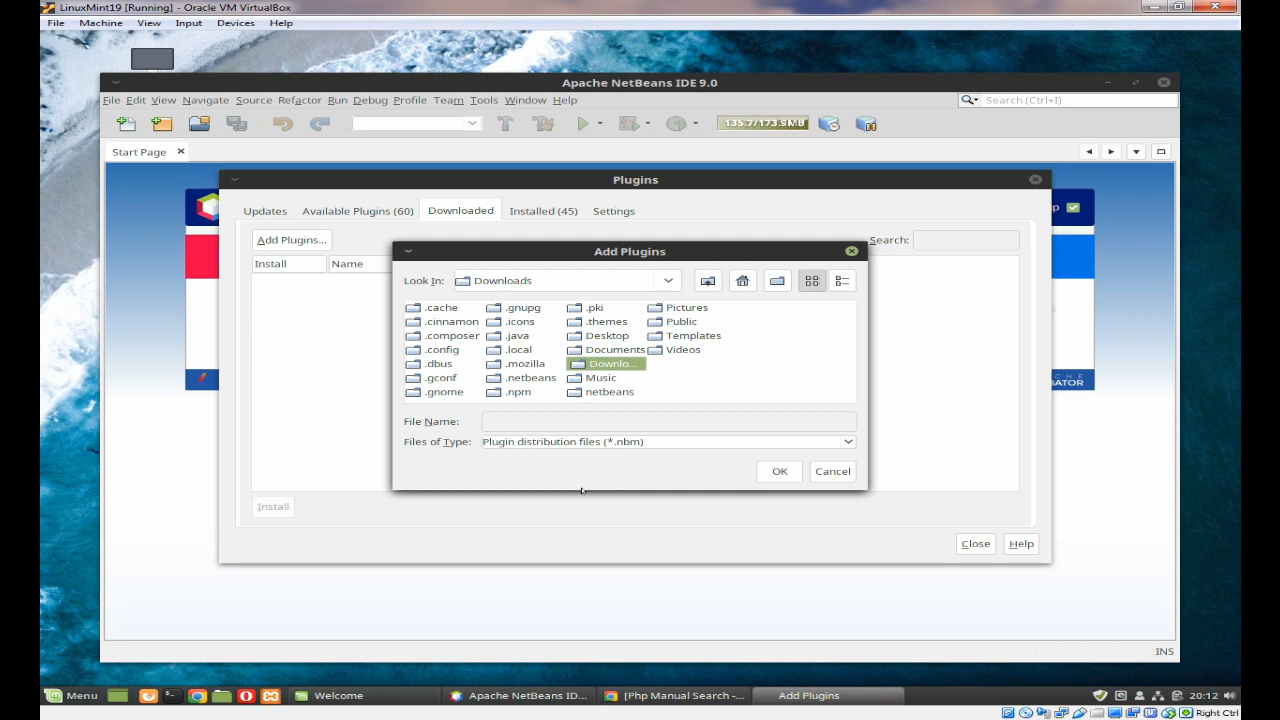 LinuxMint19 [Running] - Oracle VM VirtualBox
File Machine View Input Devices Help
Apache NetBeans IDE 9.0
File Edit View Navigate Source Refactor Run Debug Profile Team Tools Window Help
Search (Ctrl+I)
135.7/173.9MB
Start Page
Plugins
Updates Available Plugins (60) Downloaded Installed (45) Settings
Add Plugins... Search:
Install Name
Add Plugins
Look In: Downloads
.cache .gnupg .pki Pictures
.cinnamon .icons .themes Public
.composer .java Desktop Templates
.config .local Documents Videos
.dbus .mozilla Downlo...
.gconf .netbeans Music
.gnome .npm netbeans
File Name:
Files of Type: Plugin distribution files (*.nbm)
OK Cancel
Install
Close Help
INS
Menu Welcome Apache NetBeans ID... [Php Manual Search -... Add Plugins 20:12
Right Ctrl